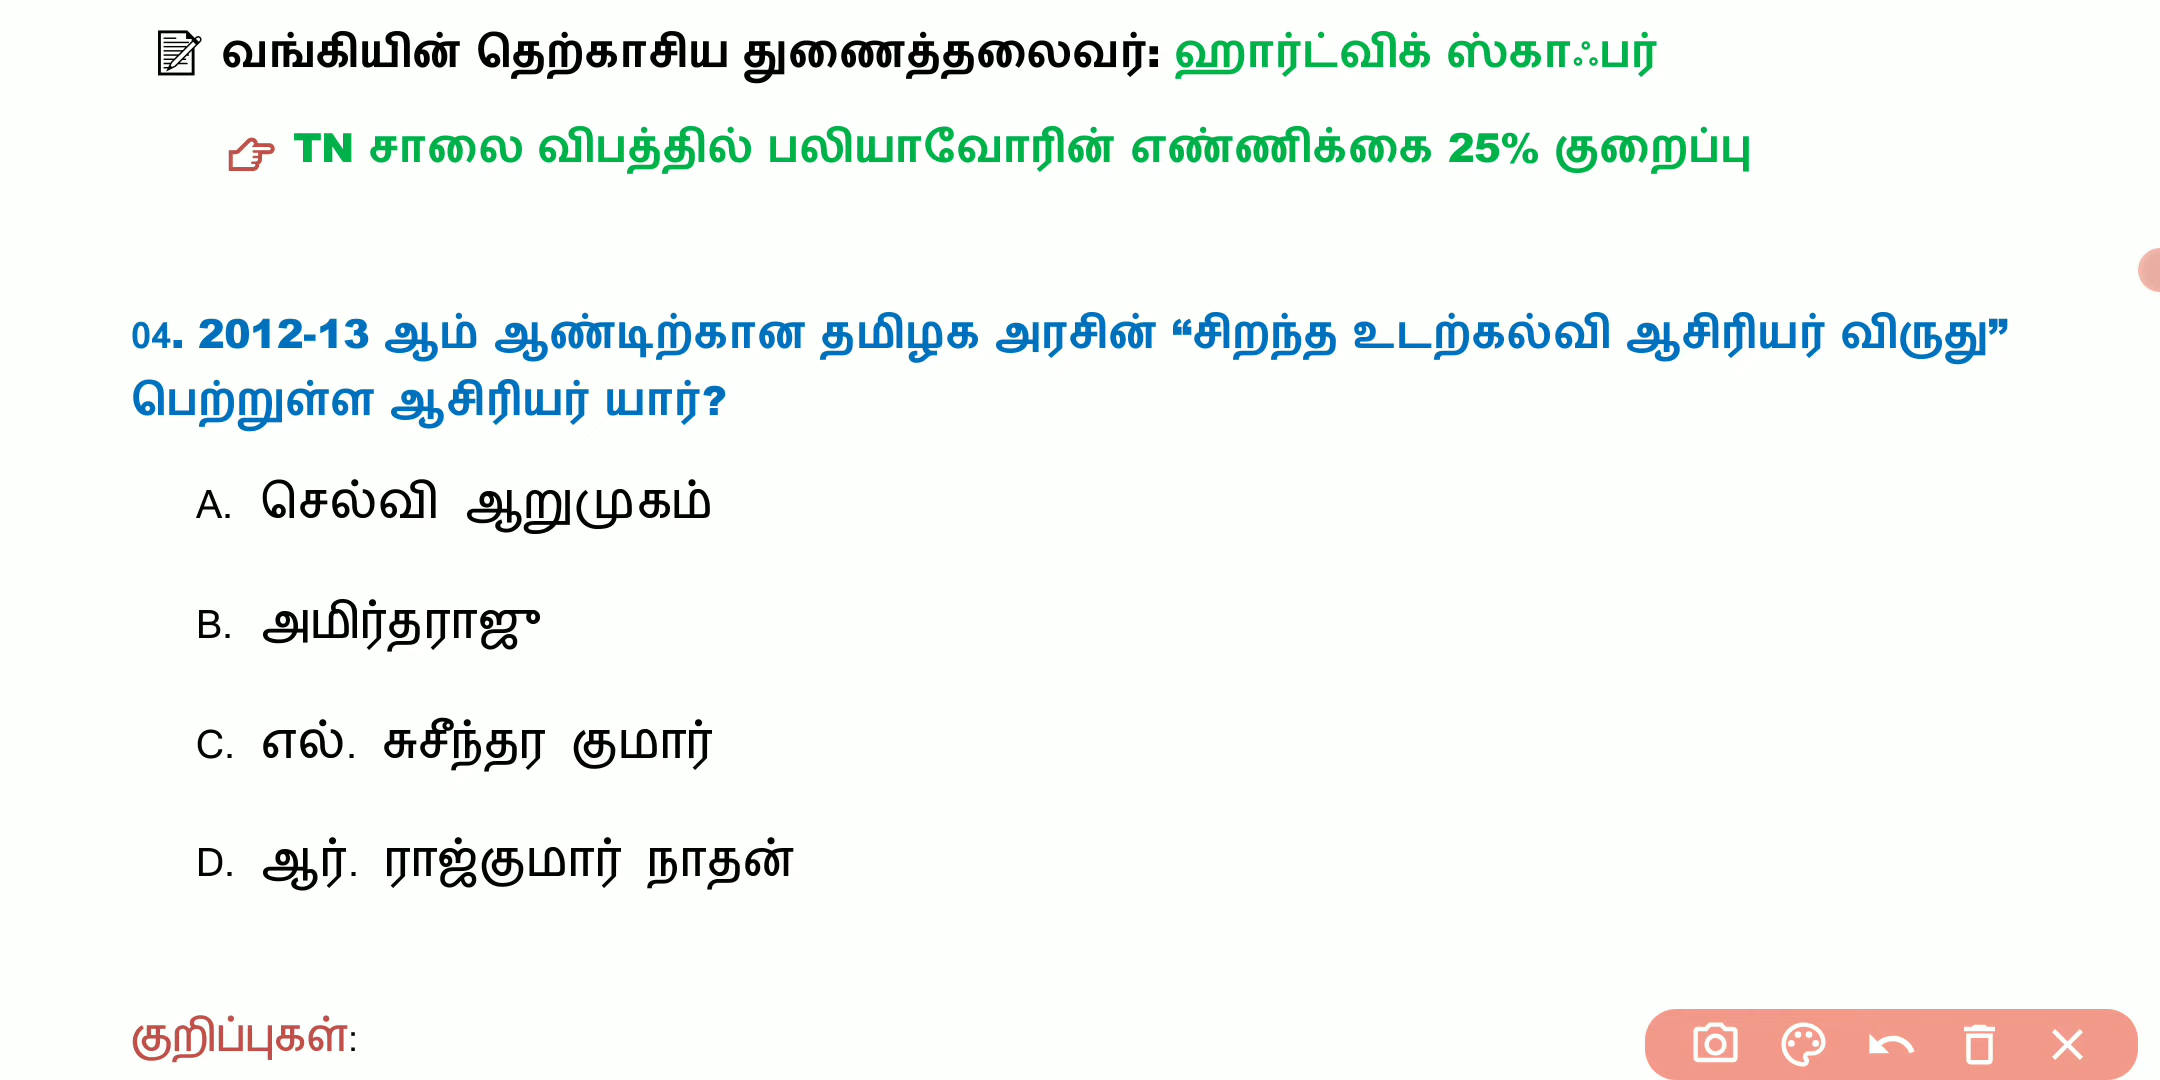 வங்கியின் தெற்காசிய துணைத்தலைவர்: ஹார்ட்விக் ஸ்காஃபர்
TN சாலை விபத்தில் பலியாவோரின் எண்ணிக்கை 25% குறைப்பு
04. 2012-13 ஆம் ஆண்டிற்கான தமிழக அரசின் “சிறந்த உடற்கல்வி ஆசிரியர் விருது”
பெற்றுள்ள ஆசிரியர் யார்?
A. செல்வி ஆறுமுகம்
B. அமிர்தராஜு
C. எல். சுசீந்தர குமார்
D. ஆர். ராஜ்குமார் நாதன்
குறிப்புகள்: